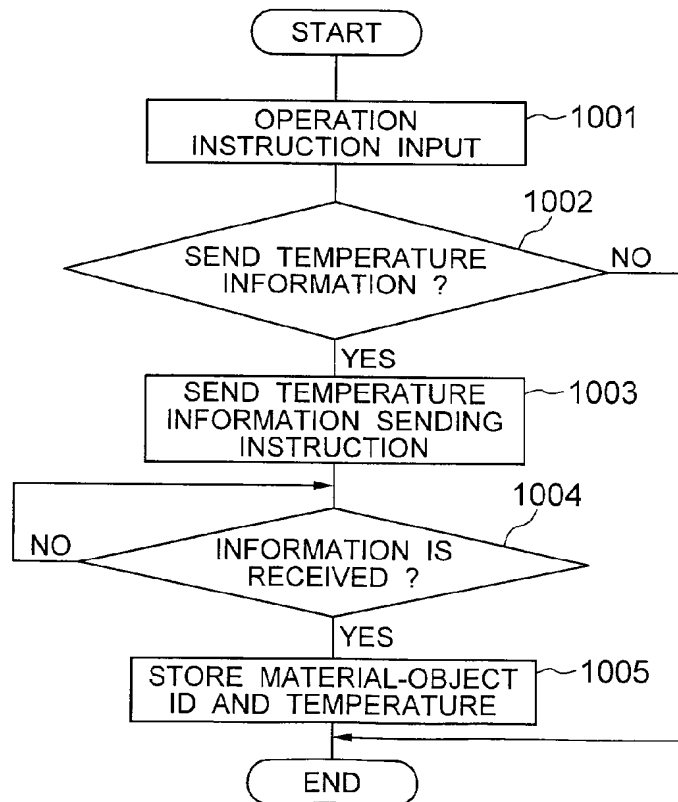 START
OPERATION
INSTRUCTION INPUT
1001
1002
SEND TEMPERATURE
INFORMATION ?
NO
YES
SEND TEMPERATURE
INFORMATION SENDING
INSTRUCTION
1003
1004
NO
INFORMATION IS
RECEIVED ?
YES
STORE MATERIAL-OBJECT
ID AND TEMPERATURE
1005
END